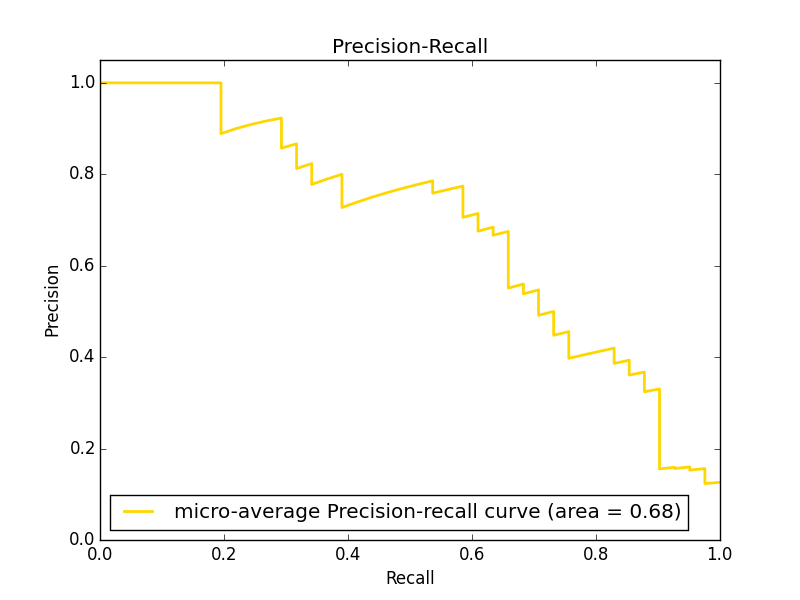 Precision-Recall
1.0
0.8
0.6
0.4
0.2
0.0
Precision
micro-average Precision-recall curve (area = 0.68)
0.0 0.2 0.4 0.6 0.8 1.0
Recall